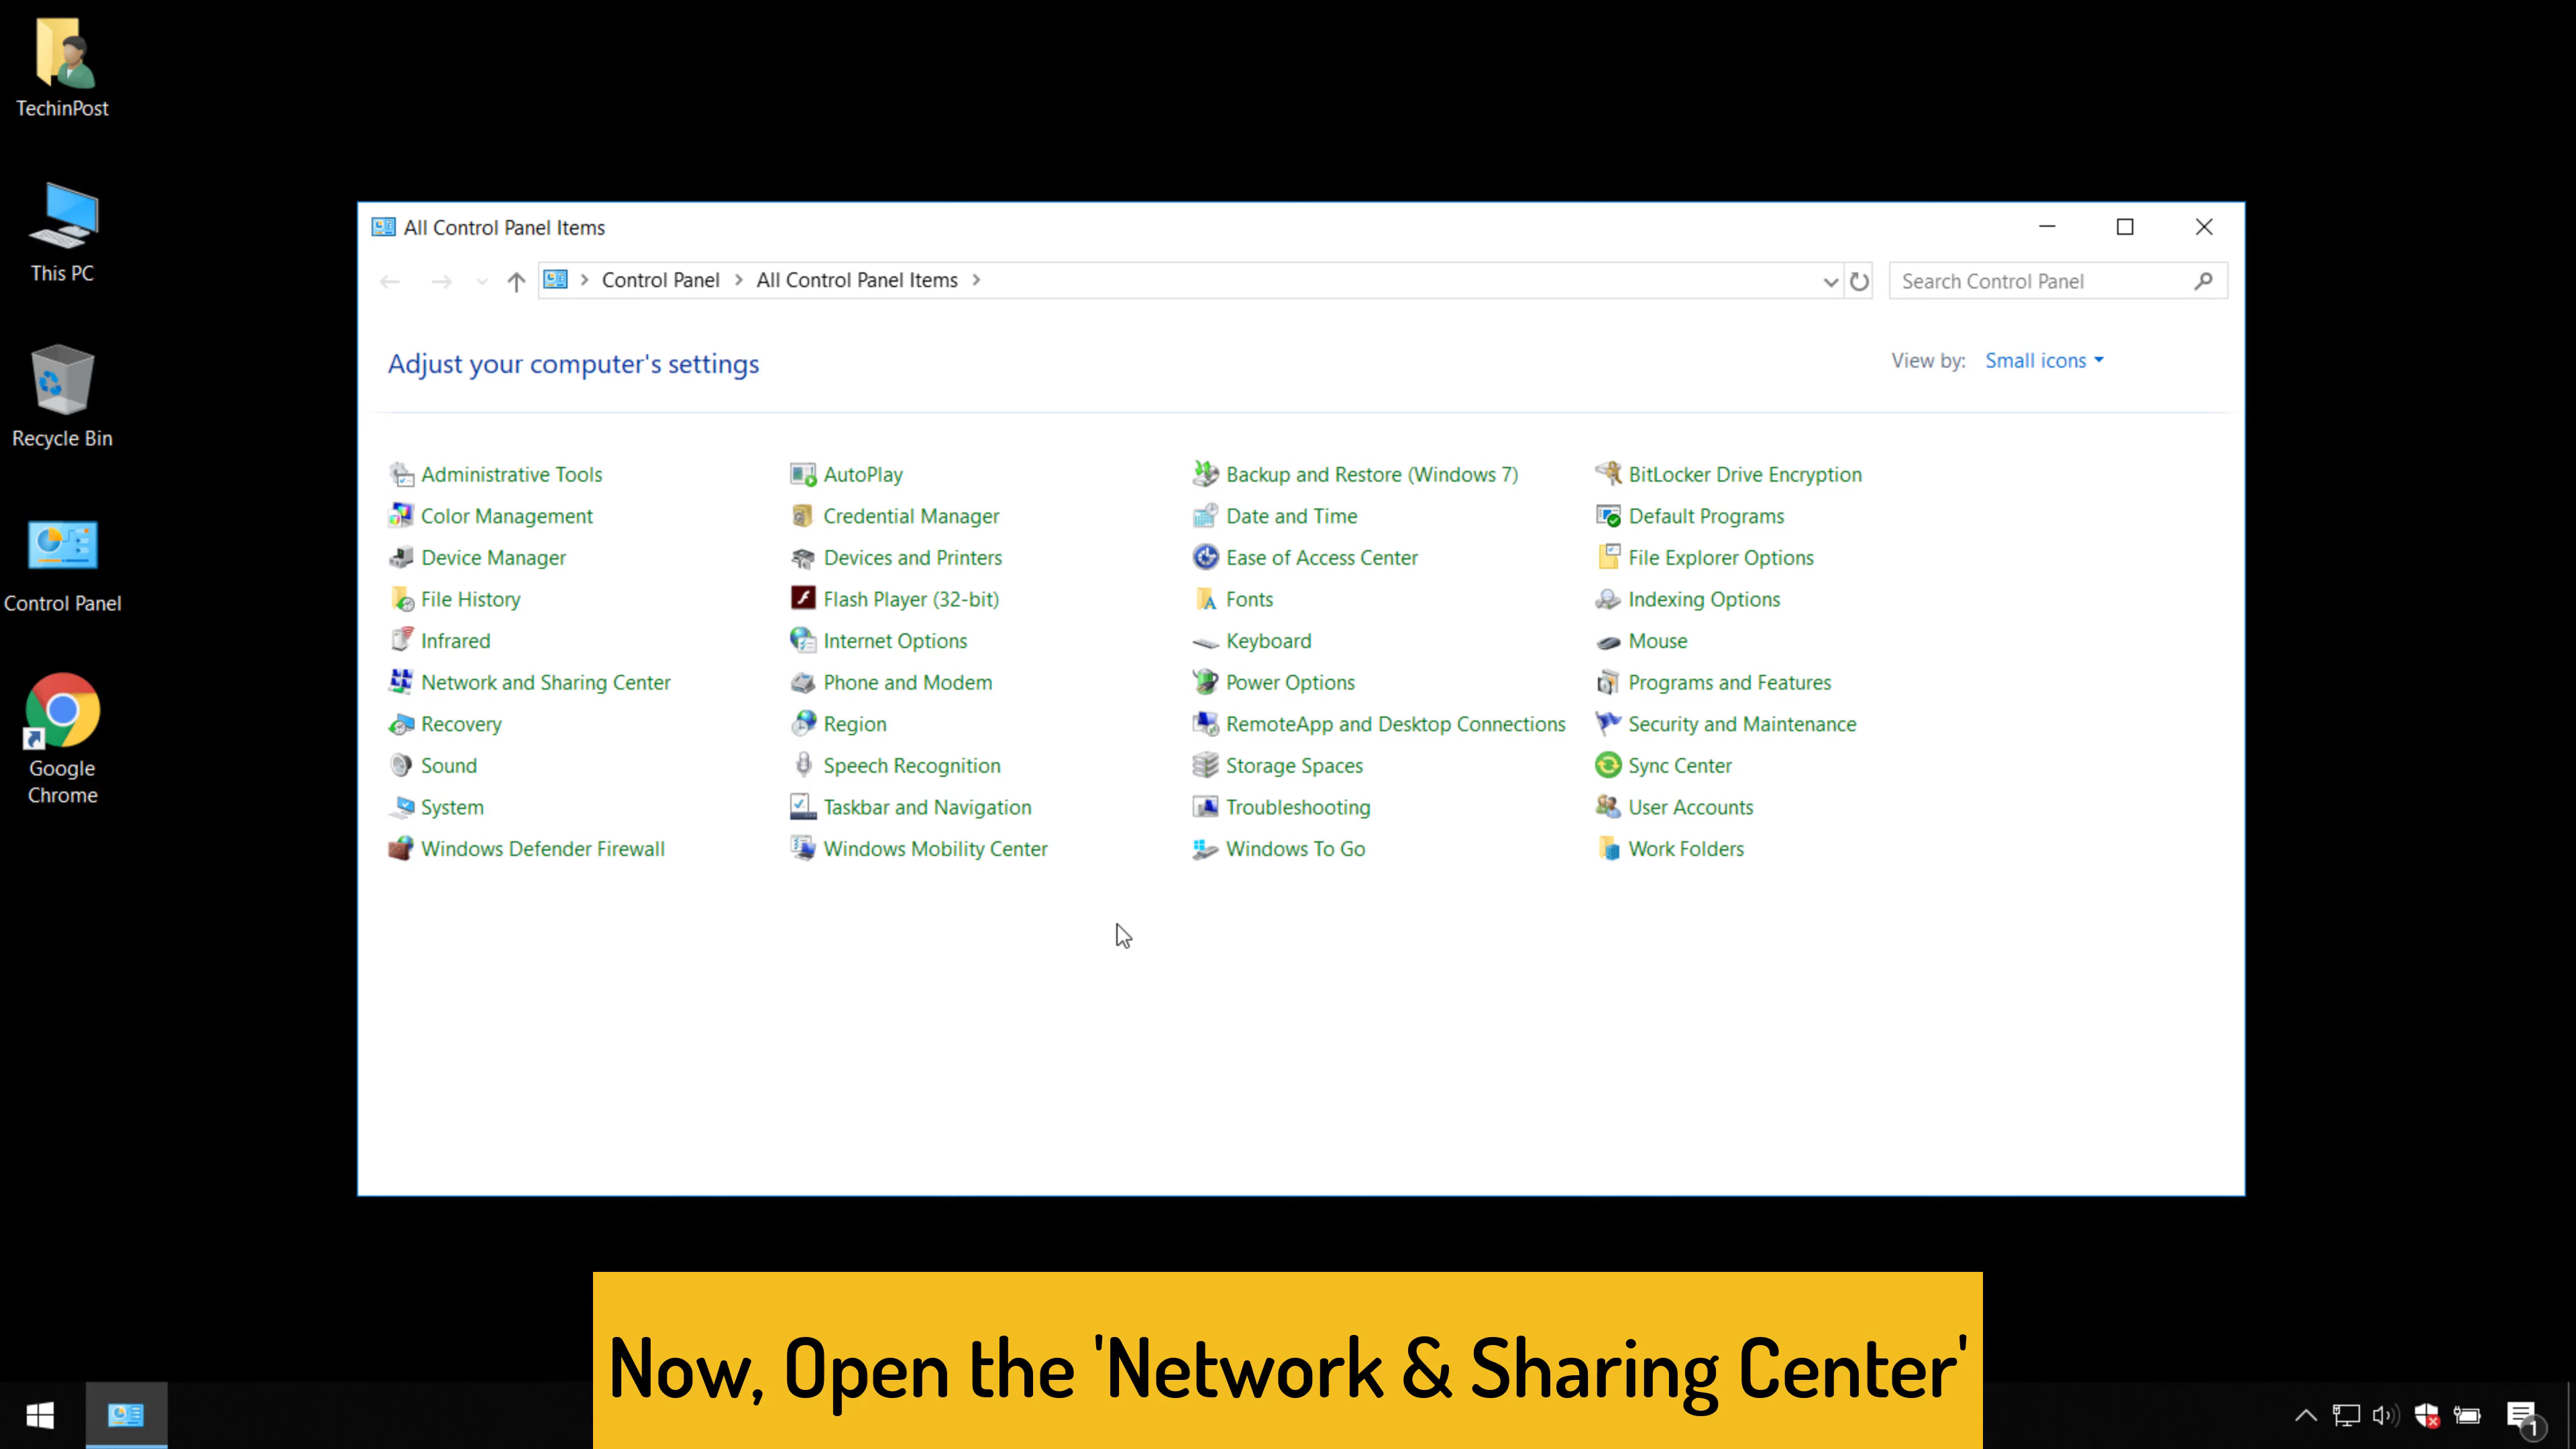 TechinPost
This PC
Recycle Bin
Control Panel
Google
Chrome
All Control Panel Items
Control Panel All Control Panel Items
Search Control Panel
Adjust your computer's settings
View by: Small icons
Administrative Tools
AutoPlay
Backup and Restore (Windows 7)
BitLocker Drive Encryption
Color Management
Credential Manager
Date and Time
Default Programs
Device Manager
Devices and Printers
Ease of Access Center
File Explorer Options
File History
Flash Player (32-bit)
Fonts
Indexing Options
Infrared
Internet Options
Keyboard
Mouse
Network and Sharing Center
Phone and Modem
Power Options
Programs and Features
Recovery
Region
RemoteApp and Desktop Connections
Security and Maintenance
Sound
Speech Recognition
Storage Spaces
Sync Center
System
Taskbar and Navigation
Troubleshooting
User Accounts
Windows Defender Firewall
Windows Mobility Center
Windows To Go
Work Folders
Now, Open the 'Network & Sharing Center'
1